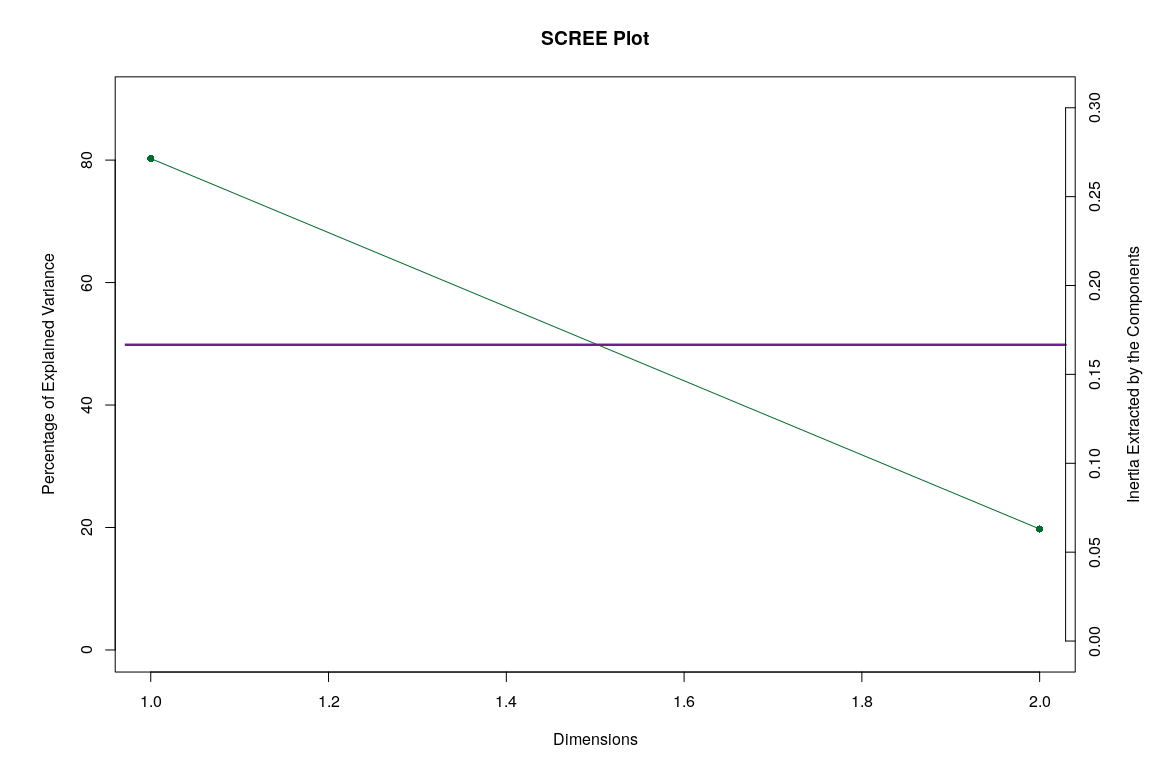 SCREE Plot
Percentage of Explained Variance
80
60
40
20
0
0.30
0.25
0.20
0.15
0.10
0.05
0.00
Inertia Extracted by the Components
1.0 1.2 1.4 1.6 1.8 2.0
Dimensions